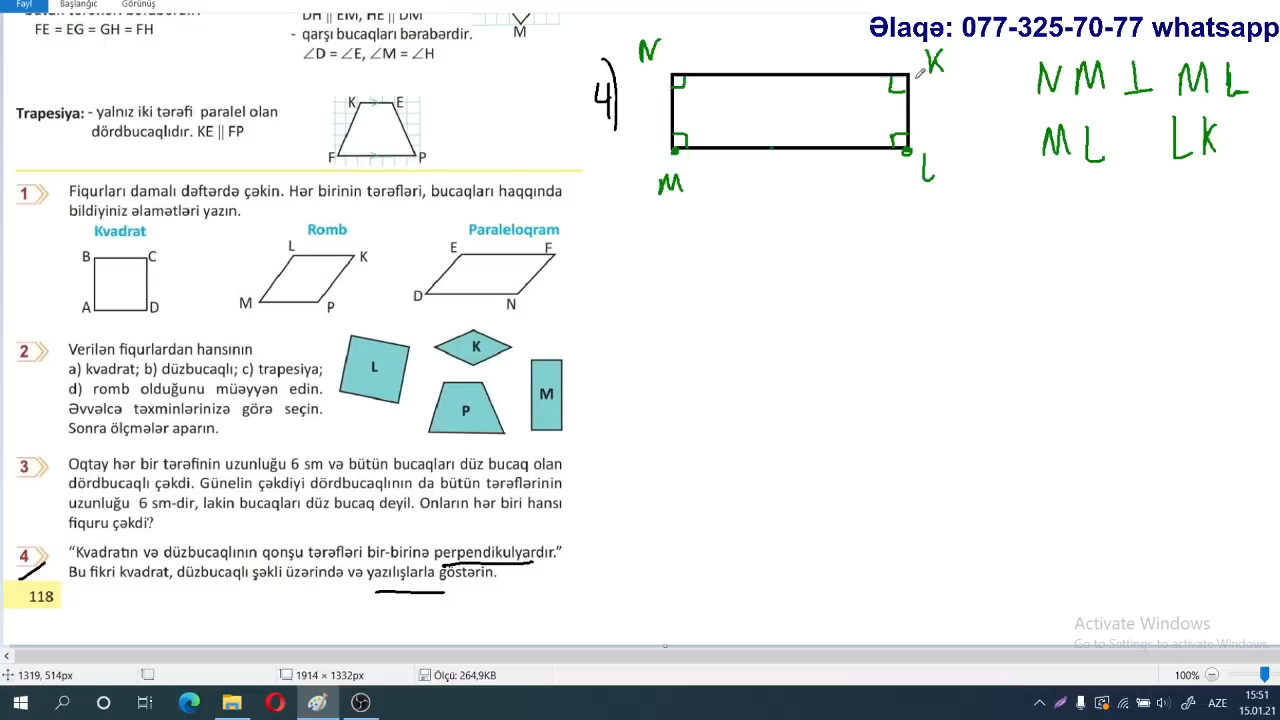 Fayl Başlanğıc Görünüş
Əlaqə: 077-325-70-77 whatsapp
FE = EG = GH = FH
DH || EM, HE || DM
- qarşı bucaqları bərabərdir.
∠D = ∠E, ∠M = ∠H
M
Trapesiya: - yalnız iki tərəfi paralel olan
dördbucaqlıdır. KE || FP
K E
F P
1
Fiqurları damalı dəftərdə çəkin. Hər birinin tərəfləri, bucaqları haqqında
bildiyiniz əlamətləri yazın.
Kvadrat Romb Paraleloqram
B C
A D
L K
M P
E F
D N
2
Verilən fiqurlardan hansının
a) kvadrat; b) düzbucaqlı; c) trapesiya;
d) romb olduğunu müəyyən edin.
Əvvəlcə təxminlərinizə görə seçin.
Sonra ölçmələr aparın.
L K P M
3
Oqtay hər bir tərəfinin uzunluğu 6 sm və bütün bucaqları düz bucaq olan
dördbucaqlı çəkdi. Günelin çəkdiyi dördbucaqlının da bütün tərəflərinin
uzunluğu 6 sm-dir, lakin bucaqları düz bucaq deyil. Onların hər biri hansı
fiquru çəkdi?
4
“Kvadratın və düzbucaqlının qonşu tərəfləri bir-birinə perpendikulyardır.”
Bu fikri kvadrat, düzbucaqlı şəkli üzərində və yazılışlarla göstərin.
118
4)
N K
M L
NM ⊥ ML
ML LK
Activate Windows
Go to Settings to activate Windows.
1319, 514px
1914 × 1332px
Ölçü: 264,9KB
100%
AZE
15:51
15.01.21